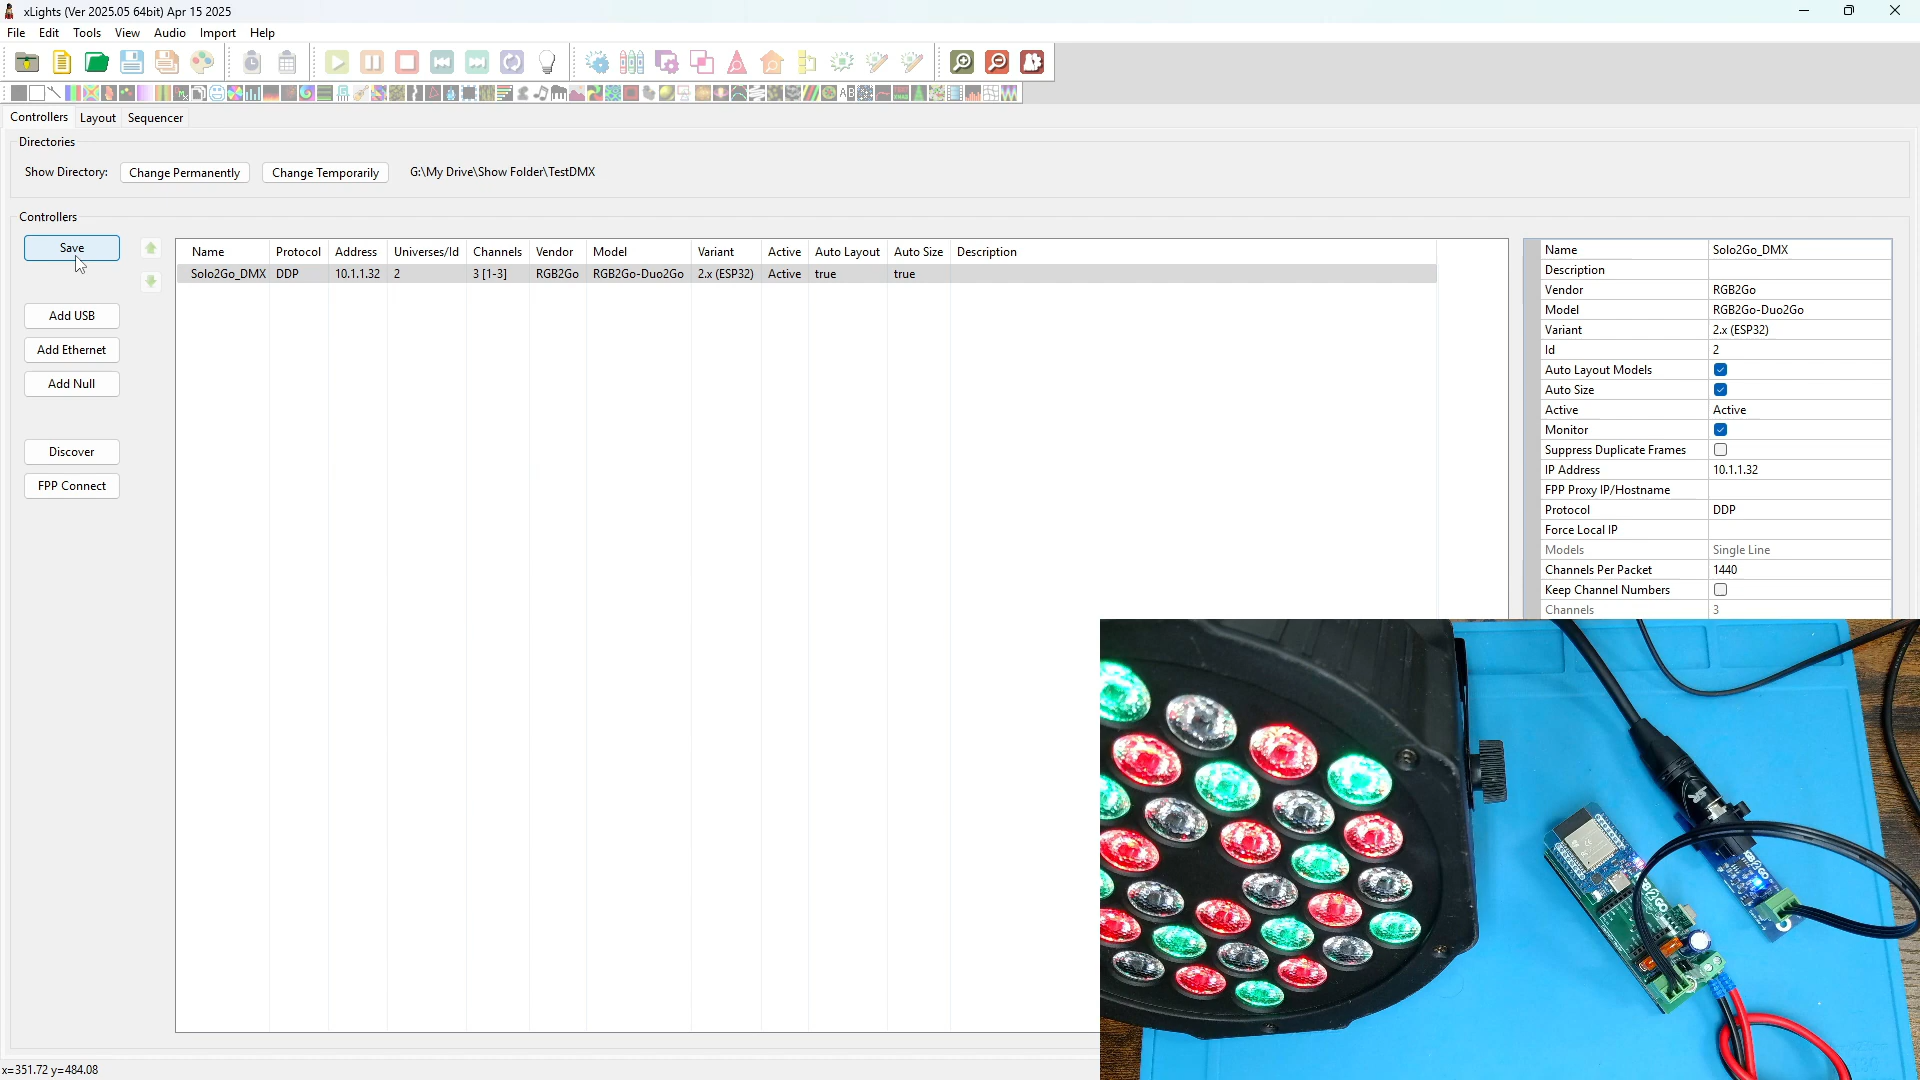 xLights (Ver 2025.05 64bit) Apr 15 2025
File Edit Tools View Audio Import Help
Controllers Layout Sequencer
Directories
Show Directory: Change Permanently Change Temporarily G:\My Drive\Show Folder\TestDMX
Controllers
Save
Add USB
Add Ethernet
Add Null
Discover
FPP Connect
Name Protocol Address Universes/Id Channels Vendor Model Variant Active Auto Layout Auto Size Description
Solo2Go_DMX DDP 10.1.1.32 2 3 [1-3] RGB2Go RGB2Go-Duo2Go 2.x (ESP32) Active true true
Name Solo2Go_DMX
Description
Vendor RGB2Go
Model RGB2Go-Duo2Go
Variant 2.x (ESP32)
Id 2
Auto Layout Models
Auto Size
Active Active
Monitor
Suppress Duplicate Frames
IP Address 10.1.1.32
FPP Proxy IP/Hostname
Protocol DDP
Force Local IP
Models Single Line
Channels Per Packet 1440
Keep Channel Numbers
Channels 3
x=351.72 y=484.08